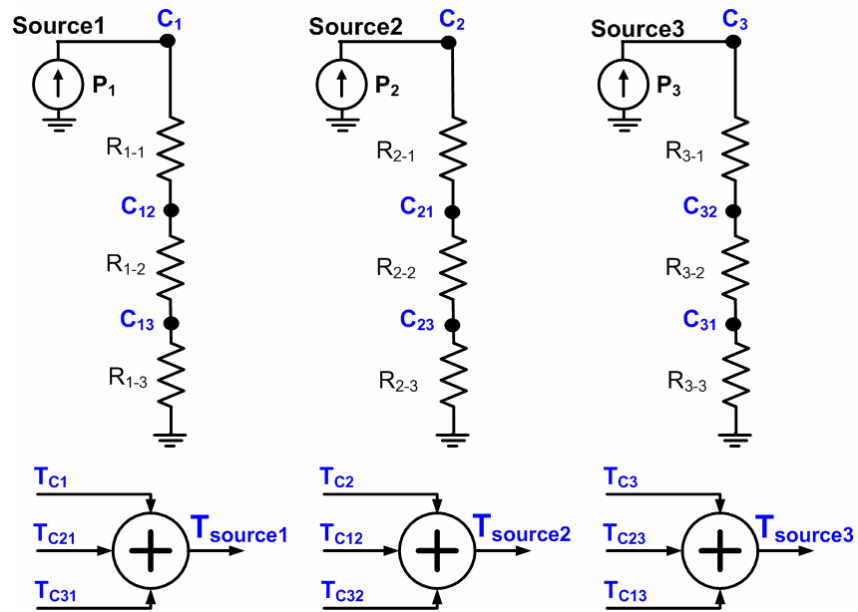 C1
C2
C3
Source1
Source2
Source3
P1
P2
P3
R1-1
R2-1
R3-1
C12
C21
C32
R1-2
R2-2
R3-2
C13
C23
C31
R1-3
R2-3
R3-3
TC1
TC2
TC3
TC21
Tsource1
TC12
Tsource2
TC23
Tsource3
TC31
TC32
TC13